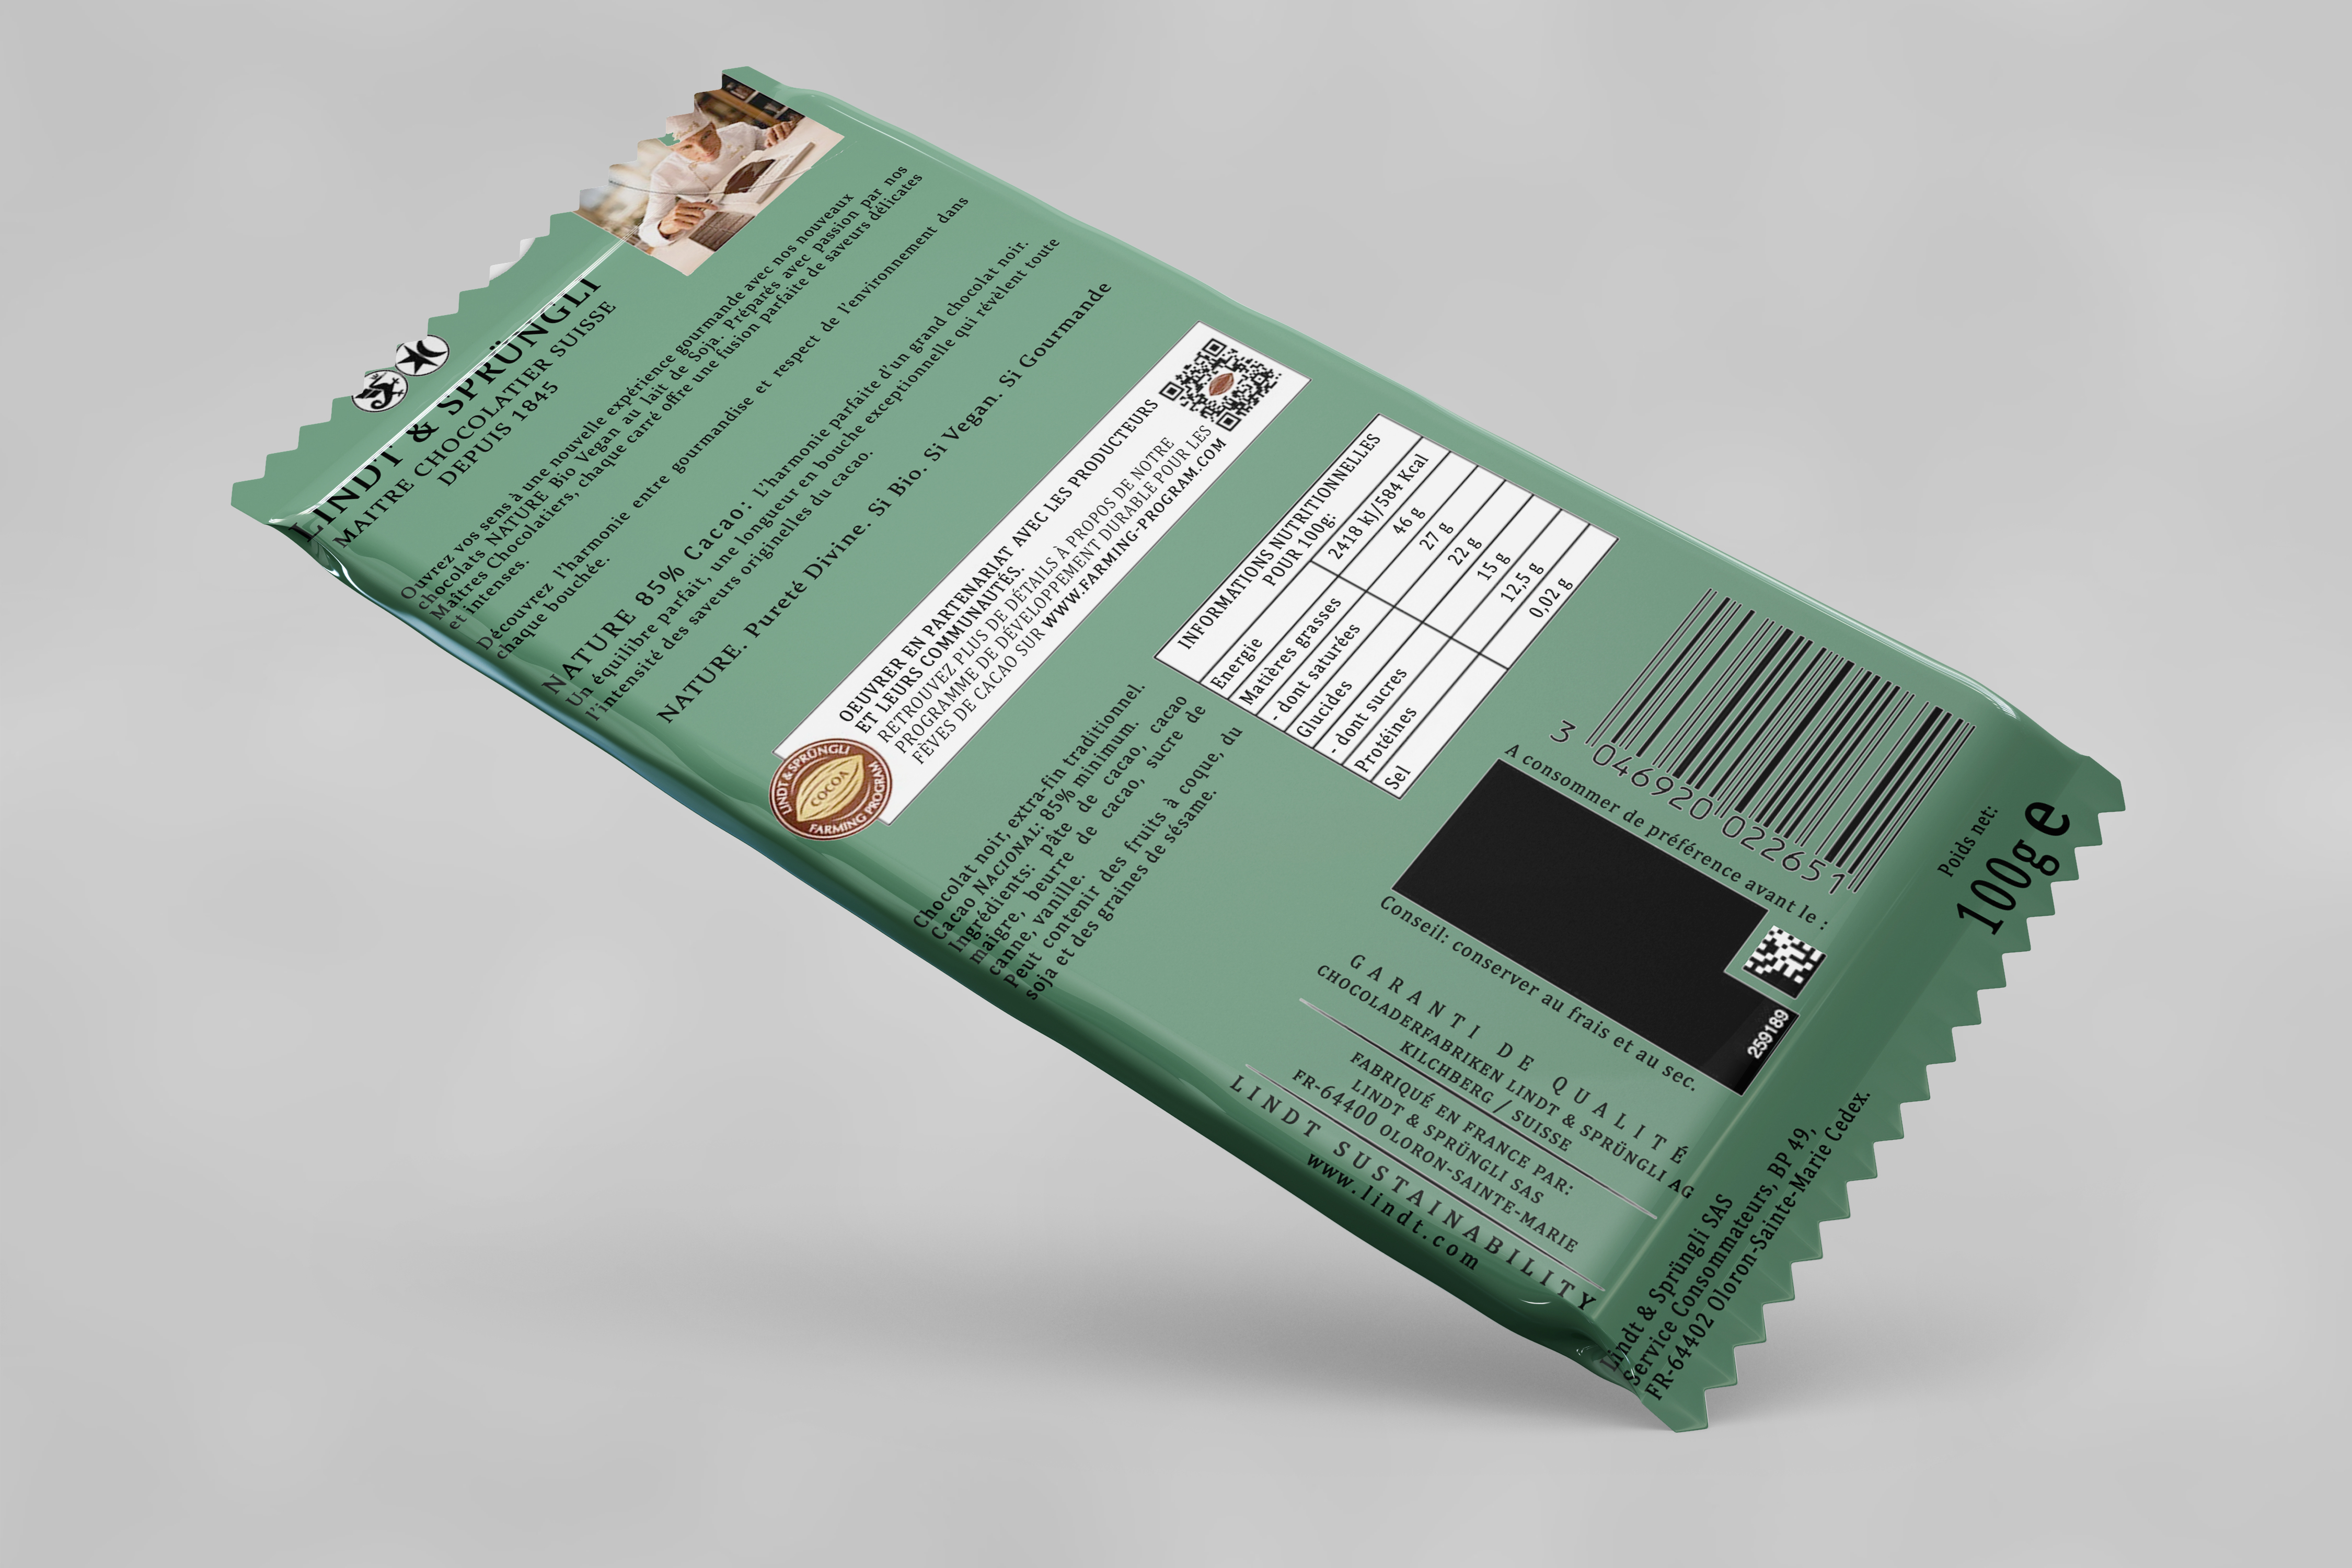 LINDT & SPRÜNGLI
MAITRE CHOCOLATIER SUISSE
DEPUIS 1845
Ouvrez vos sens à une nouvelle expérience gourmande avec nos nouveaux
chocolats NATURE Bio Vegan au lait de Soja. Préparés avec passion par nos
Maîtres Chocolatiers, chaque carré offre une fusion parfaite de saveurs délicates
et intenses.
Découvrez l'harmonie entre gourmandise et respect de l'environnement dans
chaque bouchée.
NATURE 85% Cacao: L'harmonie parfaite d'un grand chocolat noir.
Un équilibre parfait, une longueur en bouche exceptionnelle qui révèlent toute
l'intensité des saveurs originelles du cacao.
NATURE. Pureté Divine. Si Bio. Si Vegan. Si Gourmande
OEUVRER EN PARTENARIAT AVEC LES PRODUCTEURS
ET LEURS COMMUNAUTÉS.
RETROUVEZ PLUS DE DÉTAILS À PROPOS DE NOTRE
PROGRAMME DE DÉVELOPPEMENT DURABLE POUR LES
FÈVES DE CACAO SUR WWW.FARMING-PROGRAM.COM
LINDT & SPRÜNGLI
COCOA
FARMING PROGRAM
Chocolat noir, extra-fin traditionnel.
Cacao NACIONAL: 85% minimum.
Ingrédients: pâte de cacao, cacao
maigre, beurre de cacao, sucre de
canne, vanille.
Peut contenir des fruits à coque, du
soja et des graines de sésame.
INFORMATIONS NUTRITIONNELLES
POUR 100g:
Energie 2418 kJ/584 Kcal
Matières grasses 46 g
- dont saturées 27 g
Glucides 22 g
- dont sucres 15 g
Protéines 12,5 g
Sel 0,02 g
3 046920 022651
A consommer de préférence avant le :
259189
Conseil: conserver au frais et au sec.
GARANTI DE QUALITÉ
CHOCOLADERFABRIKEN LINDT & SPRÜNGLI AG
KILCHBERG / SUISSE
FABRIQUÉ EN FRANCE PAR:
LINDT & SPRÜNGLI SAS
FR-64400 OLORON-SAINTE-MARIE
LINDT SUSTAINABILITY
www.lindt.com
Poids net:
100g e
Lindt & Sprüngli SAS
Service Consommateurs, BP 49,
FR-64402 Oloron-Sainte-Marie Cedex.